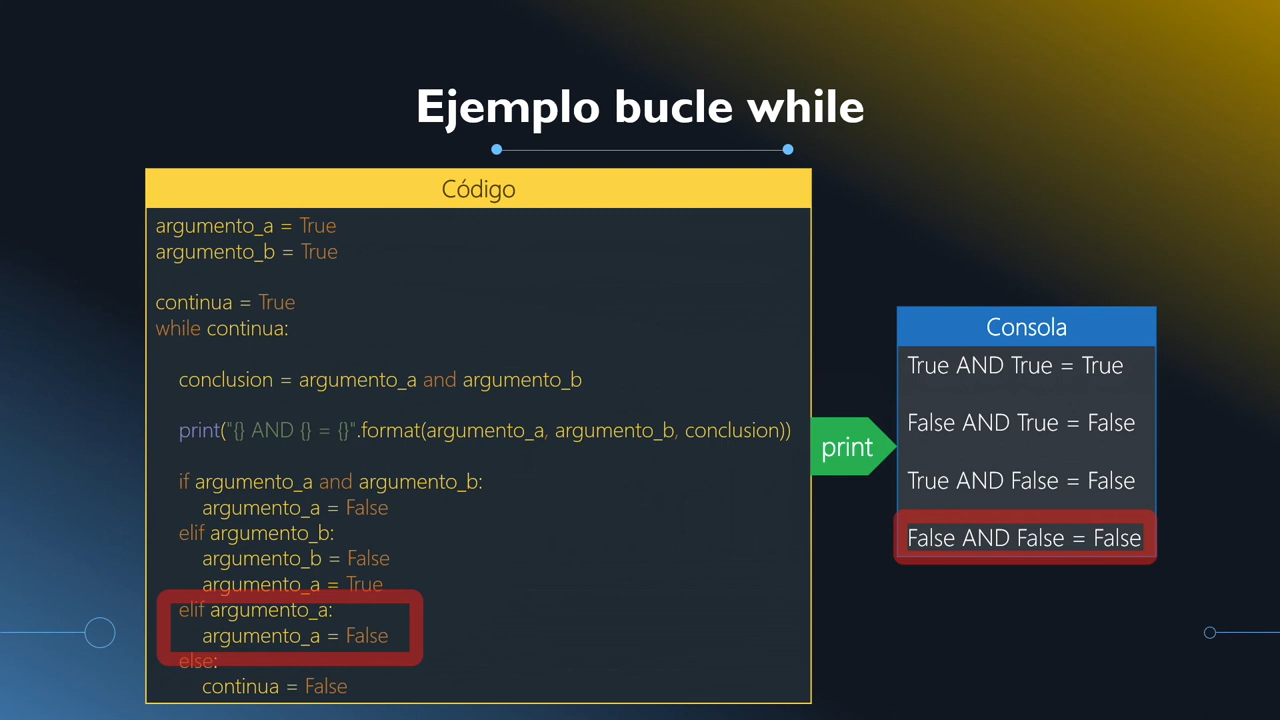 Ejemplo bucle while
Código
argumento_a = True
argumento_b = True
continua = True
while continua:
conclusion = argumento_a and argumento_b
print("{} AND {} = {}".format(argumento_a, argumento_b, conclusion))
if argumento_a and argumento_b:
argumento_a = False
elif argumento_b:
argumento_b = False
argumento_a = True
elif argumento_a:
argumento_a = False
else:
continua = False
print
Consola
True AND True = True
False AND True = False
True AND False = False
False AND False = False